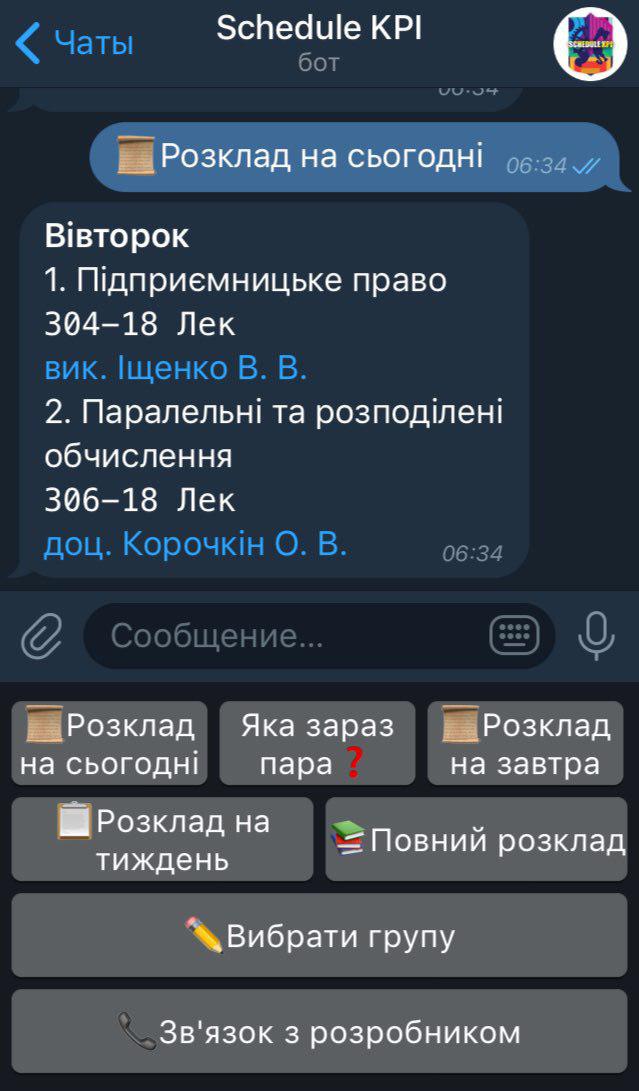 Чаты
Schedule KPI
бот
SCHEDULE KPI
06:34
Розклад на сьогодні 06:34
Вівторок
1. Підприємницьке право
304-18 Лек
вик. Іщенко В. В.
2. Паралельні та розподілені
обчислення
306-18 Лек
доц. Корочкін О. В.
06:34
Сообщение...
Розклад
на сьогодні
Яка зараз
пара❓
Розклад
на завтра
Розклад на
тиждень
Повний розклад
Вибрати групу
Зв'язок з розробником